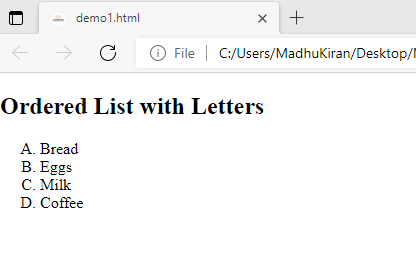 demo1.html
File
C:/Users/MadhuKiran/Desktop/
Ordered List with Letters
A. Bread
B. Eggs
C. Milk
D. Coffee